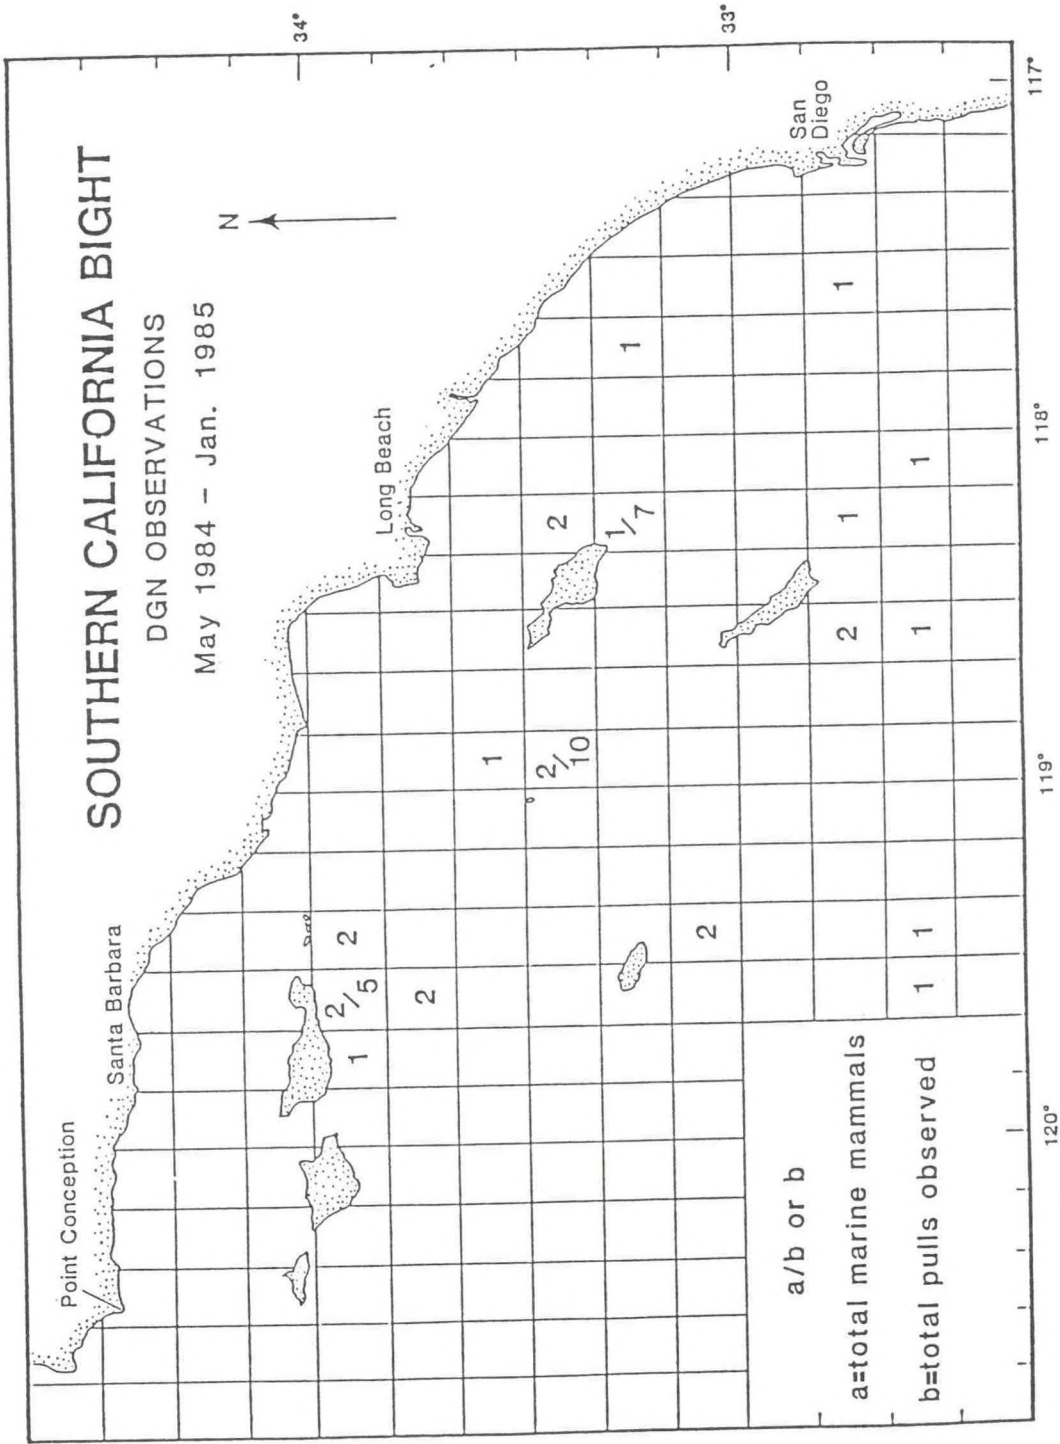 SOUTHERN CALIFORNIA BIGHT
DGN OBSERVATIONS
May 1984 – Jan. 1985
N
Point Conception
Santa Barbara
Long Beach
San
Diego
34°
33°
1
2/5
2
2
1
2/10
2
1/7
1
2
2
1
1
1
1
1
1
a/b or b
a=total marine mammals
b=total pulls observed
120°
119°
118°
117°